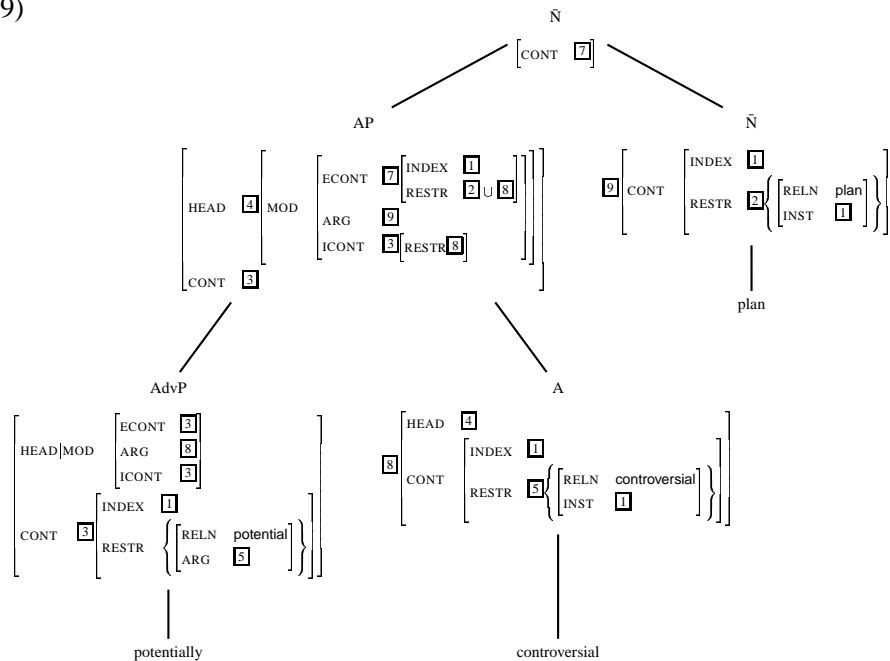 9)
N̄
[CONT 7]
AP
N̄
HEAD 4 [MOD [ECONT 7 [INDEX 1
RESTR 2 ∪ 8]
ARG 9
ICONT 3 [RESTR 8]]]
CONT 3
9 [CONT [INDEX 1
RESTR 2 {[RELN plan
INST 1]}]]
plan
AdvP
A
HEAD|MOD [ECONT 3
ARG 8
ICONT 3]
CONT 3 [INDEX 1
RESTR {[RELN potential
ARG 5]}]
8 [HEAD 4
CONT [INDEX 1
RESTR 5 {[RELN controversial
INST 1]}]]
potentially
controversial